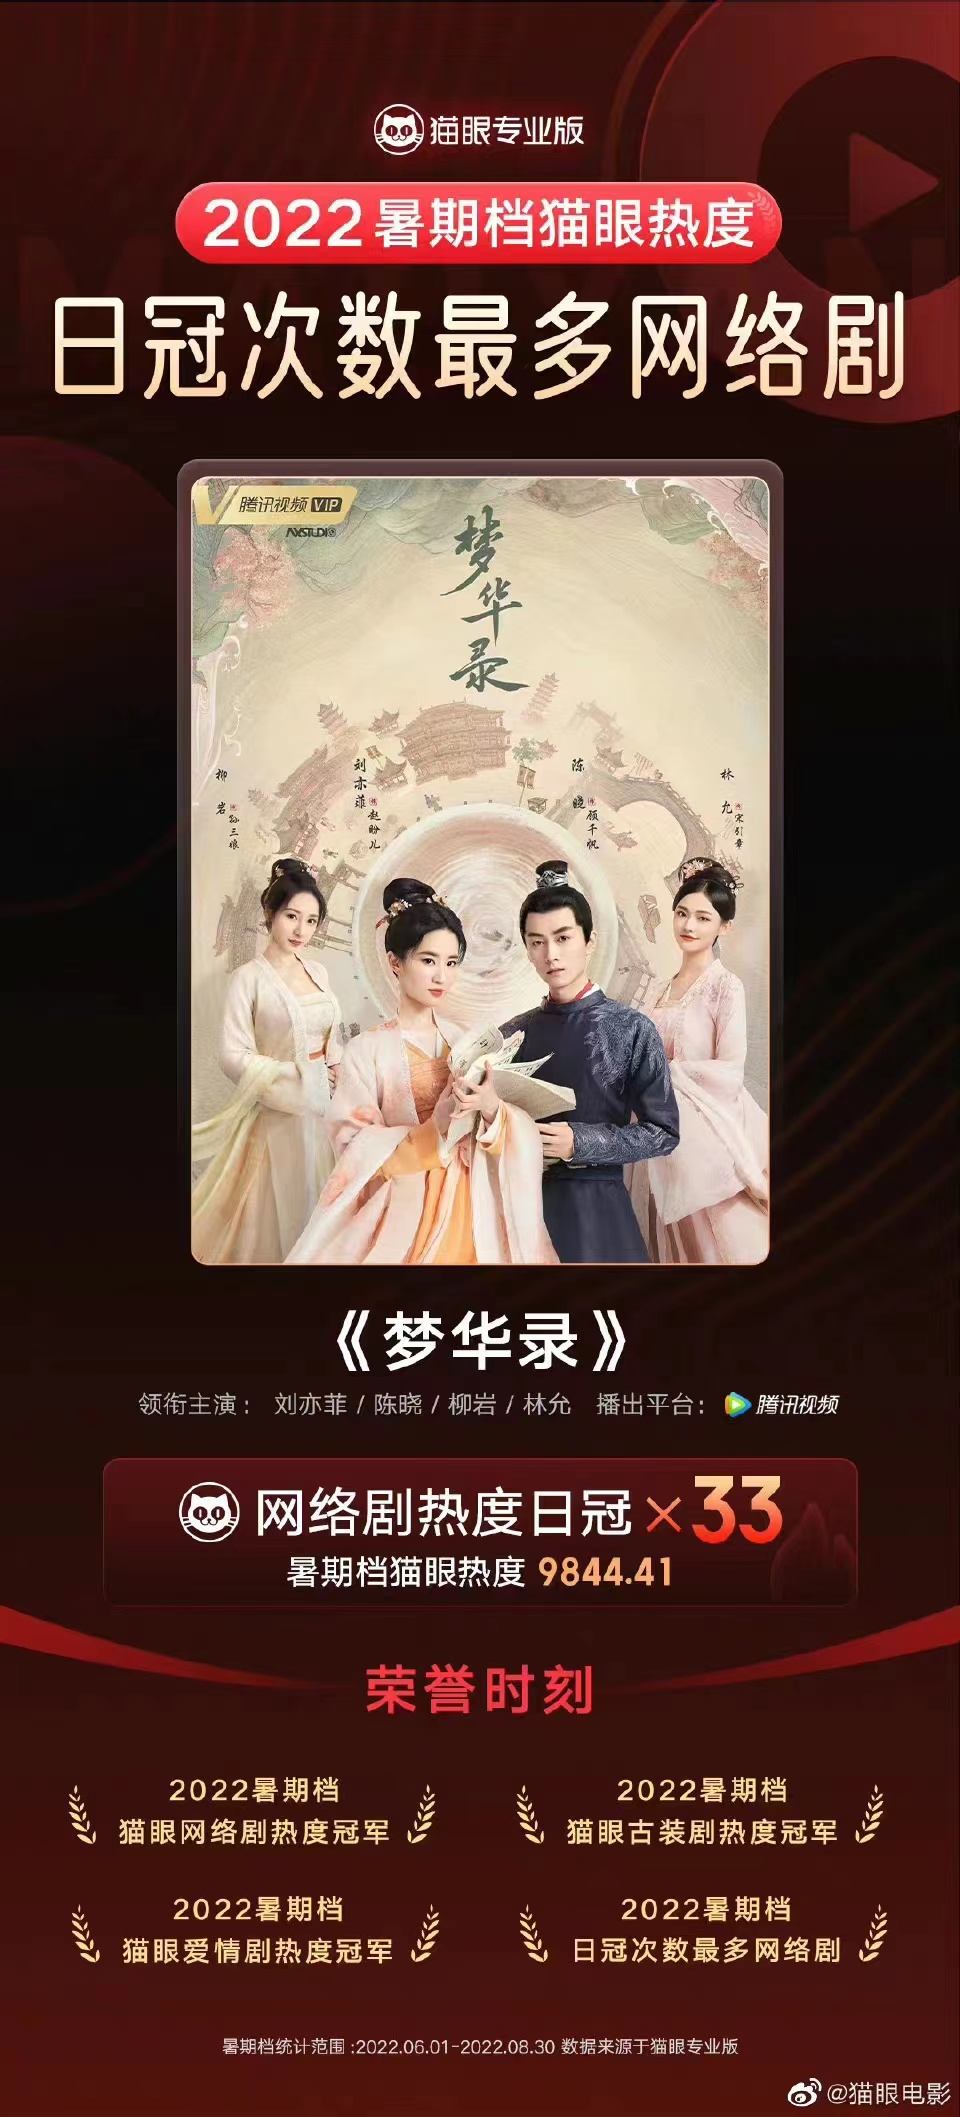 猫眼专业版
2022暑期档猫眼热度
日冠次数最多网络剧
腾讯视频 VIP
梦华录
柳岩 饰 孙三娘
刘亦菲 饰 赵盼儿
陈晓 饰 顾千帆
林允 饰 宋引章
《梦华录》
领衔主演： 刘亦菲 / 陈晓 / 柳岩 / 林允 播出平台： 腾讯视频
网络剧热度日冠×33
暑期档猫眼热度 9844.41
荣誉时刻
2022暑期档
猫眼网络剧热度冠军
2022暑期档
猫眼古装剧热度冠军
2022暑期档
猫眼爱情剧热度冠军
2022暑期档
日冠次数最多网络剧
暑期档统计范围 :2022.06.01-2022.08.30 数据来源于猫眼专业版
@猫眼电影